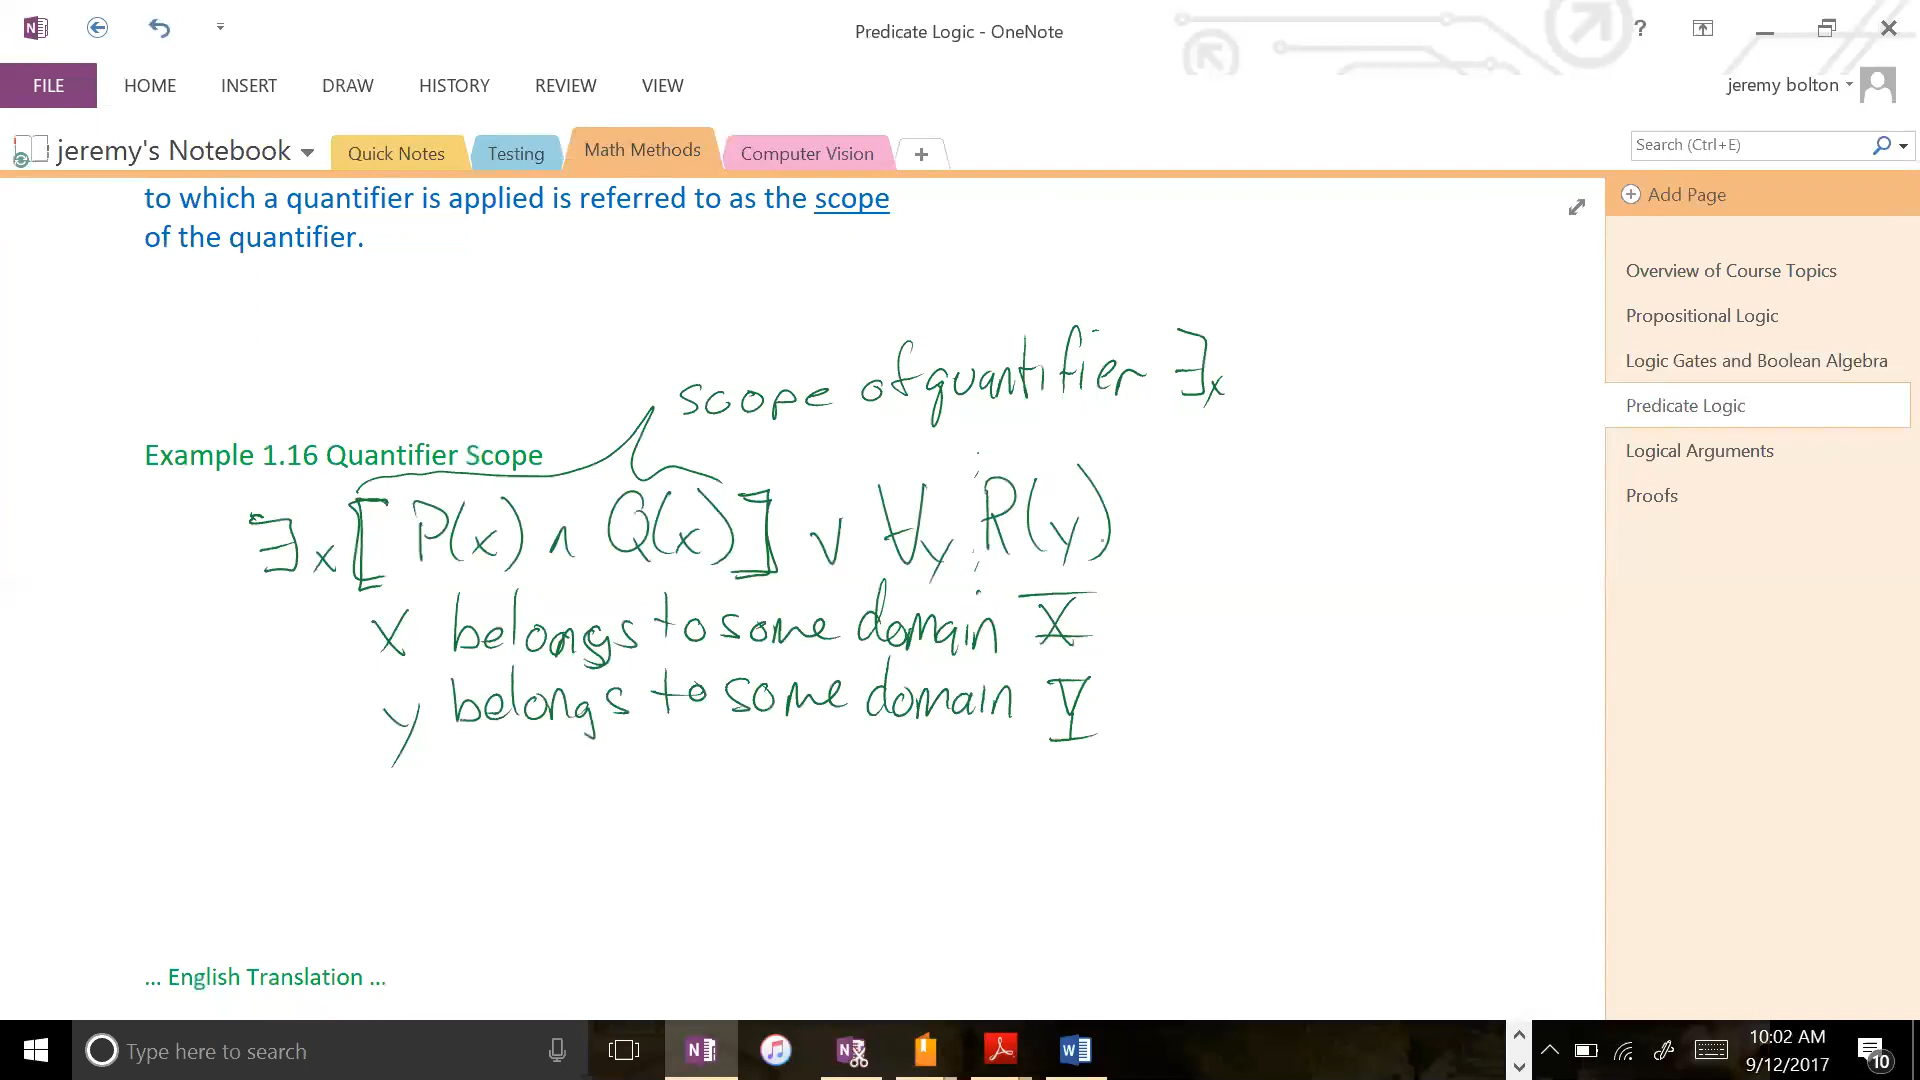 Predicate Logic - OneNote
?
FILE HOME INSERT DRAW HISTORY REVIEW VIEW
jeremy bolton
jeremy's Notebook Quick Notes Testing Math Methods Computer Vision +
Search (Ctrl+E)
to which a quantifier is applied is referred to as the scope
of the quantifier.
scope of quantifier ∃x
Example 1.16 Quantifier Scope
∃x [P(x) ∧ Q(x)] ∨ ∀y R(y)
x belongs to some domain X
y belongs to some domain Y
... English Translation ...
Add Page
Overview of Course Topics
Propositional Logic
Logic Gates and Boolean Algebra
Predicate Logic
Logical Arguments
Proofs
Type here to search
10:02 AM
9/12/2017
10